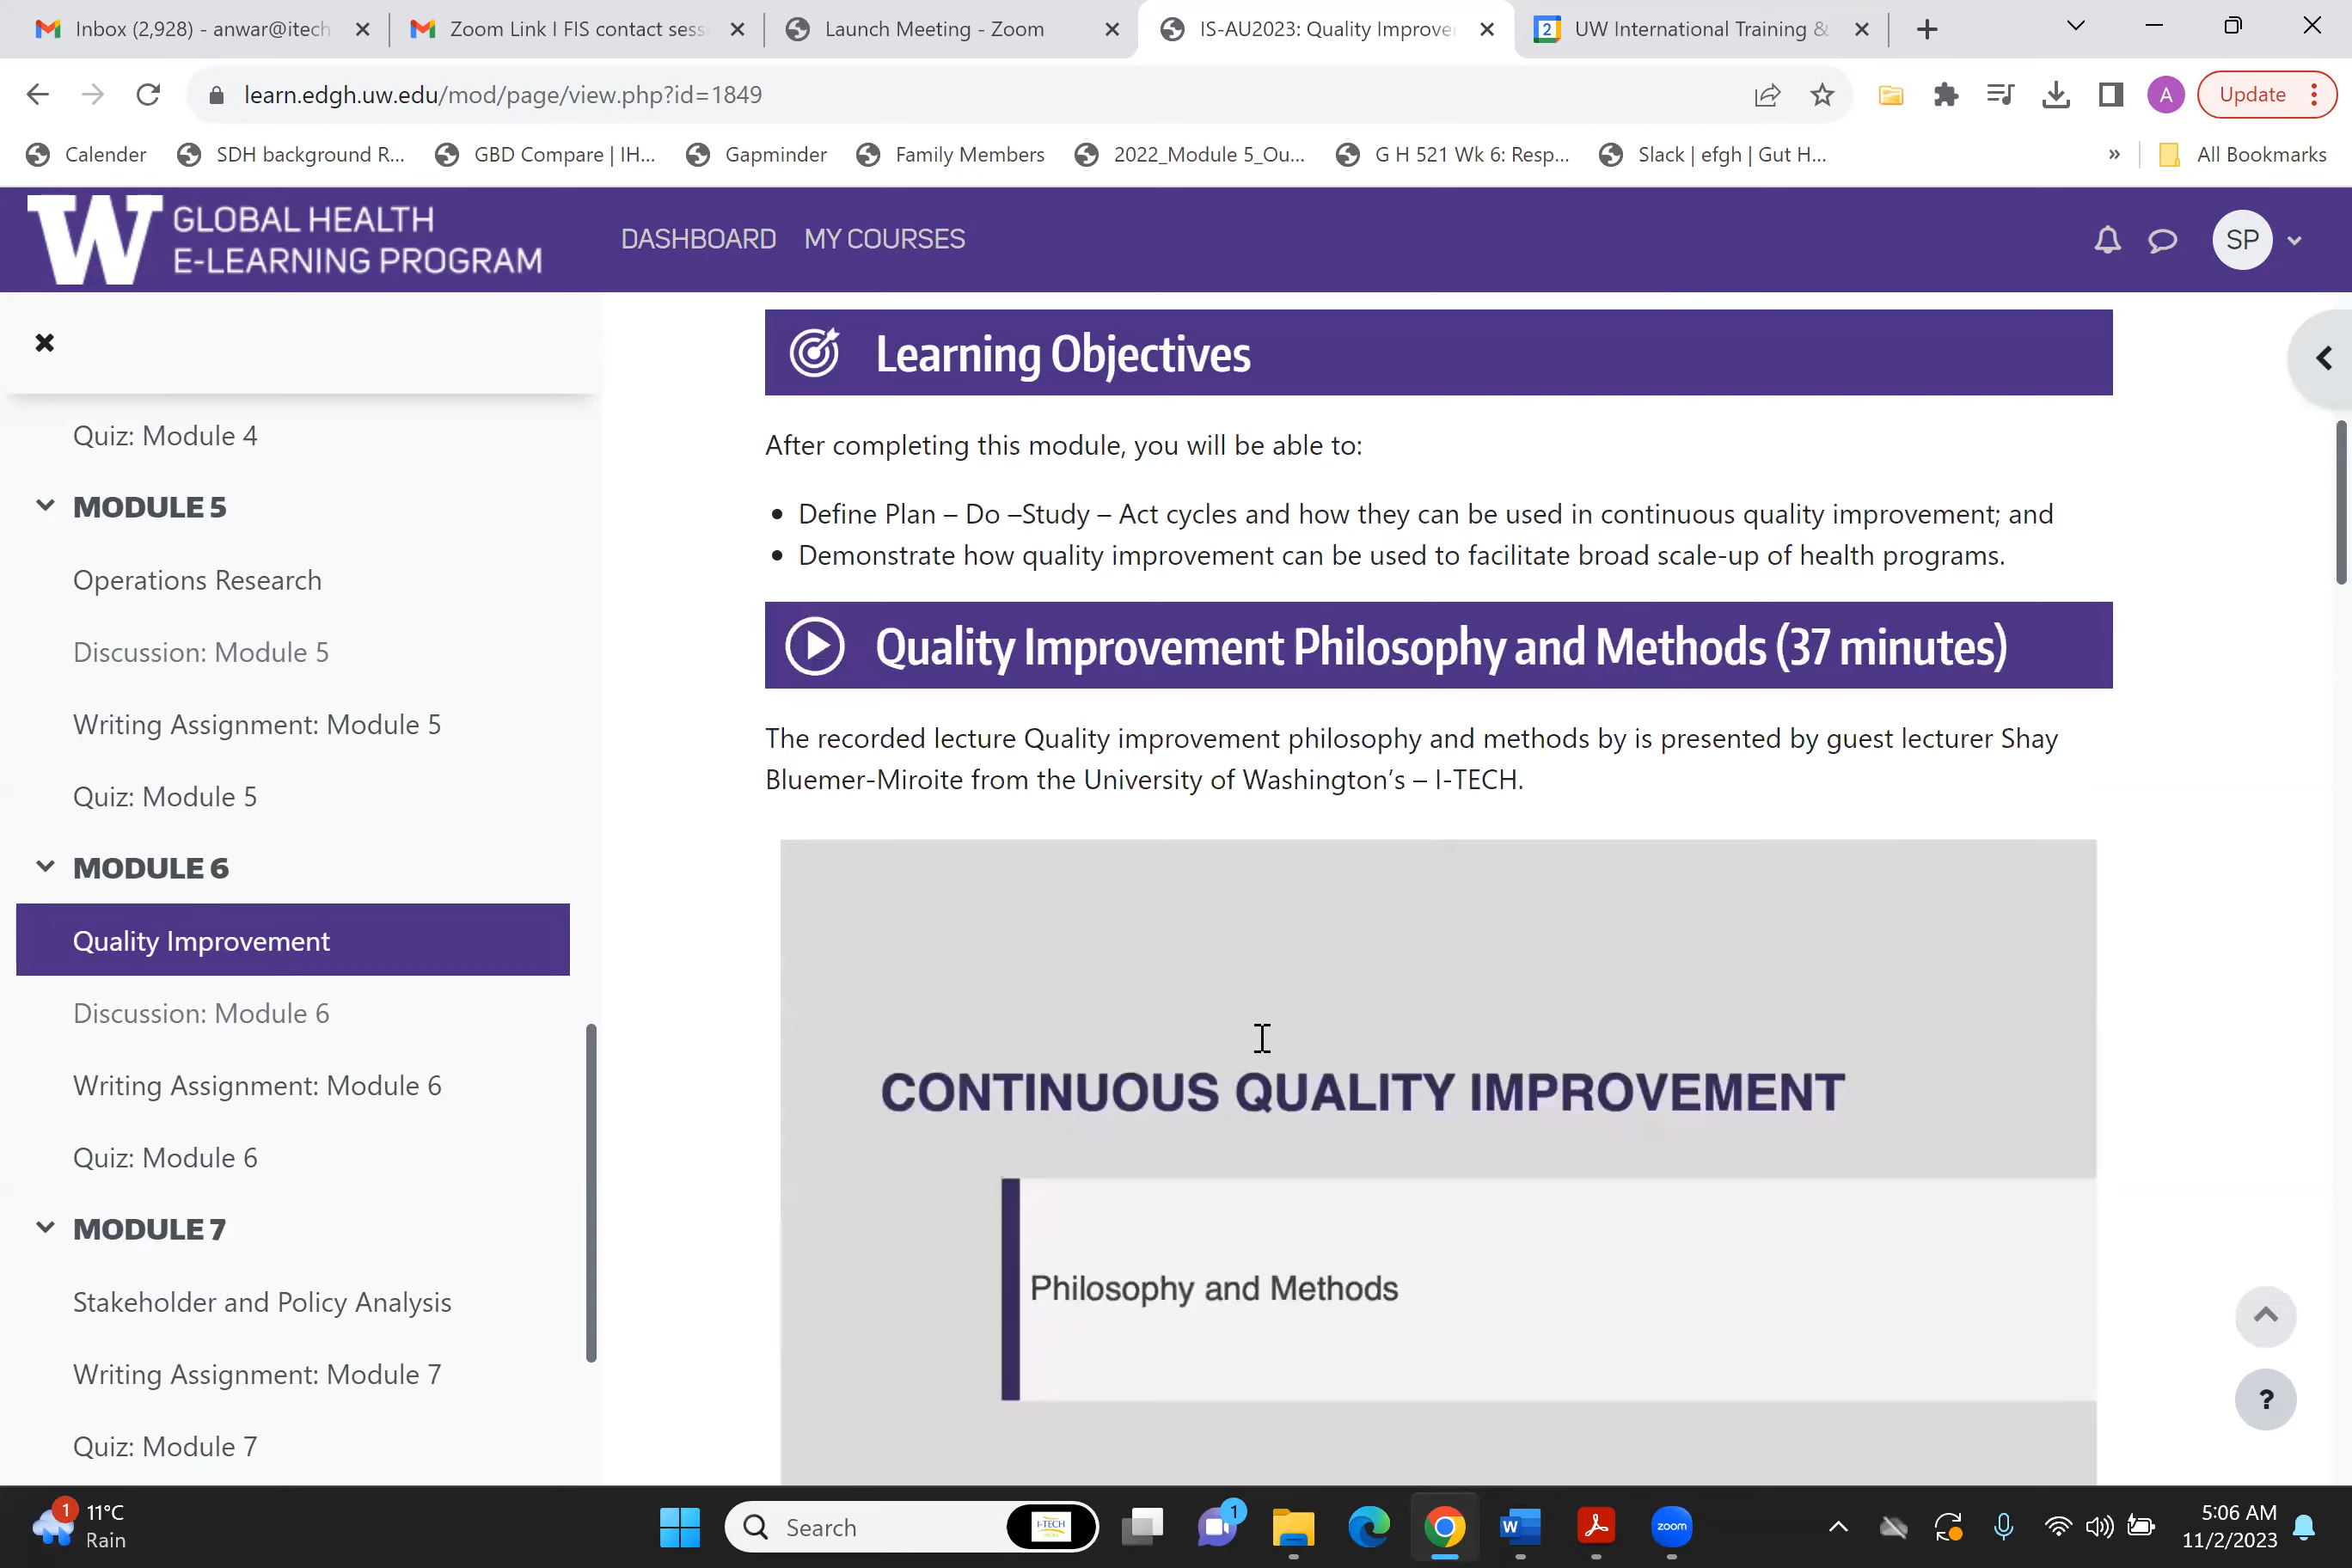 Inbox (2,928) - anwar@itech
Zoom Link I FIS contact sess
Launch Meeting - Zoom
IS-AU2023: Quality Improve
2 UW International Training &
learn.edgh.uw.edu/mod/page/view.php?id=1849
A
Update
Calender
SDH background R...
GBD Compare | IH...
Gapminder
Family Members
2022_Module 5_Ou...
G H 521 Wk 6: Resp...
Slack | efgh | Gut H...
»
All Bookmarks
W GLOBAL HEALTH
E-LEARNING PROGRAM
DASHBOARD
MY COURSES
SP
Quiz: Module 4
MODULE 5
Operations Research
Discussion: Module 5
Writing Assignment: Module 5
Quiz: Module 5
MODULE 6
Quality Improvement
Discussion: Module 6
Writing Assignment: Module 6
Quiz: Module 6
MODULE 7
Stakeholder and Policy Analysis
Writing Assignment: Module 7
Quiz: Module 7
Learning Objectives
After completing this module, you will be able to:
• Define Plan – Do –Study – Act cycles and how they can be used in continuous quality improvement; and
• Demonstrate how quality improvement can be used to facilitate broad scale-up of health programs.
Quality Improvement Philosophy and Methods (37 minutes)
The recorded lecture Quality improvement philosophy and methods by is presented by guest lecturer Shay
Bluemer-Miroite from the University of Washington’s – I-TECH.
CONTINUOUS QUALITY IMPROVEMENT
Philosophy and Methods
?
1
11°C
Rain
Search
I-TECH
1
W
zoom
5:06 AM
11/2/2023